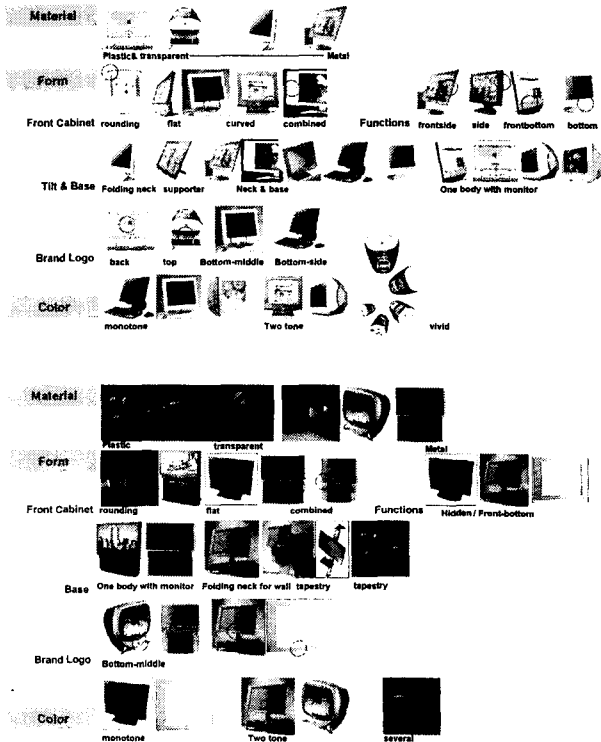 Material
Plastic& transparent Metal
Form
Front Cabinet rounding flat curved combined Functions frontside side frontbottom bottom
Tilt & Base Folding neck supporter Neck & base One body with monitor
Brand Logo back top Bottom-middle Bottom-side
Color
monotone Two tone vivid
Material
Plastic transparent Metal
Form
Front Cabinet rounding flat combined Functions Hidden / Front-bottom
Base One body with monitor Folding neck for wall tapestry tapestry
Brand Logo Bottom-middle
Color
monotone Two tone several